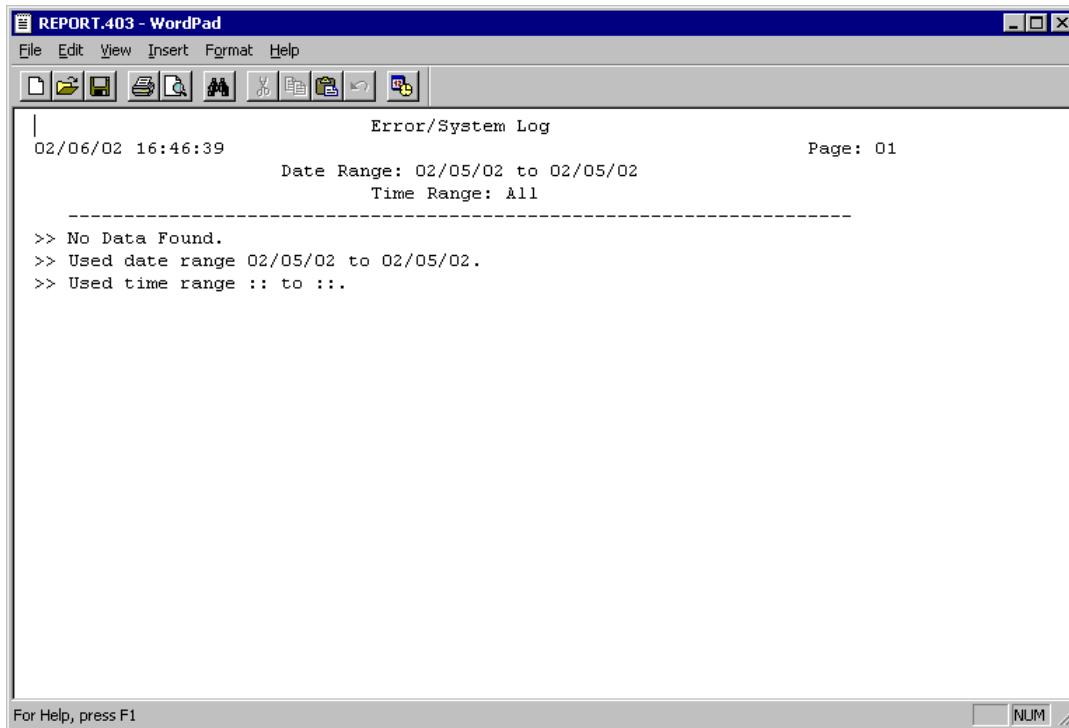 REPORT.403 - WordPad
File Edit View Insert Format Help
Error/System Log
02/06/02 16:46:39 Page: 01
Date Range: 02/05/02 to 02/05/02
Time Range: All
----------------------------------------------------------------------
>> No Data Found.
>> Used date range 02/05/02 to 02/05/02.
>> Used time range :: to ::.
For Help, press F1 NUM